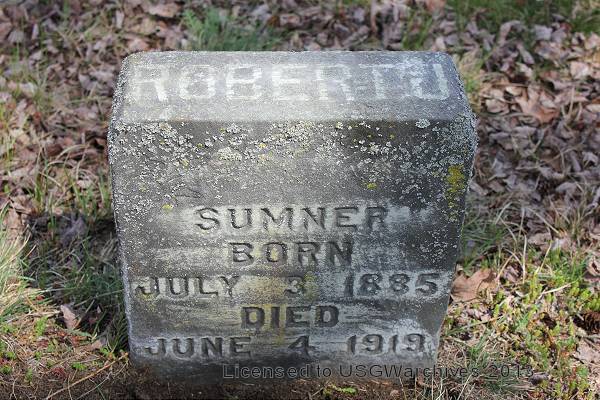 ROBERT J
SUMNER
BORN
JULY 3 1885
DIED
JUNE 4 1919
Licensed to USGWarchives 2013